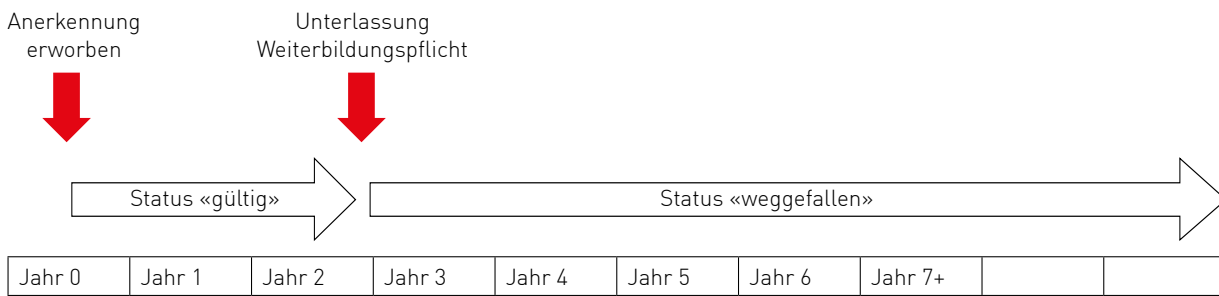 Anerkennung
erworben
Unterlassung
Weiterbildungspflicht
Status «gültig»
Status «weggefallen»
Jahr 0
Jahr 1
Jahr 2
Jahr 3
Jahr 4
Jahr 5
Jahr 6
Jahr 7+